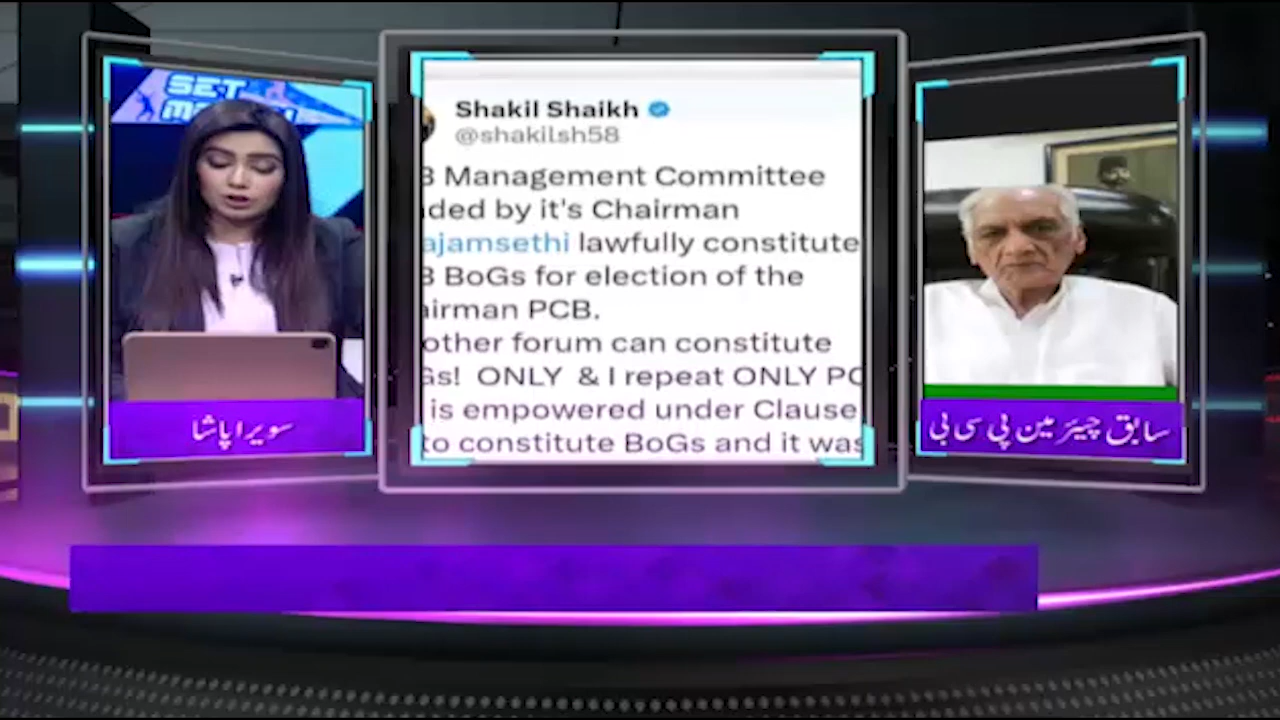 SET
سویرا پاشا
Shakil Shaikh
@shakilsh58
B Management Committee
ded by it's Chairman
ajamsethi lawfully constitute
B BoGs for election of the
airman PCB.
other forum can constitute
Gs! ONLY & I repeat ONLY PC
is empowered under Clause
to constitute BoGs and it was
سابق چیئرمین پی سی بی